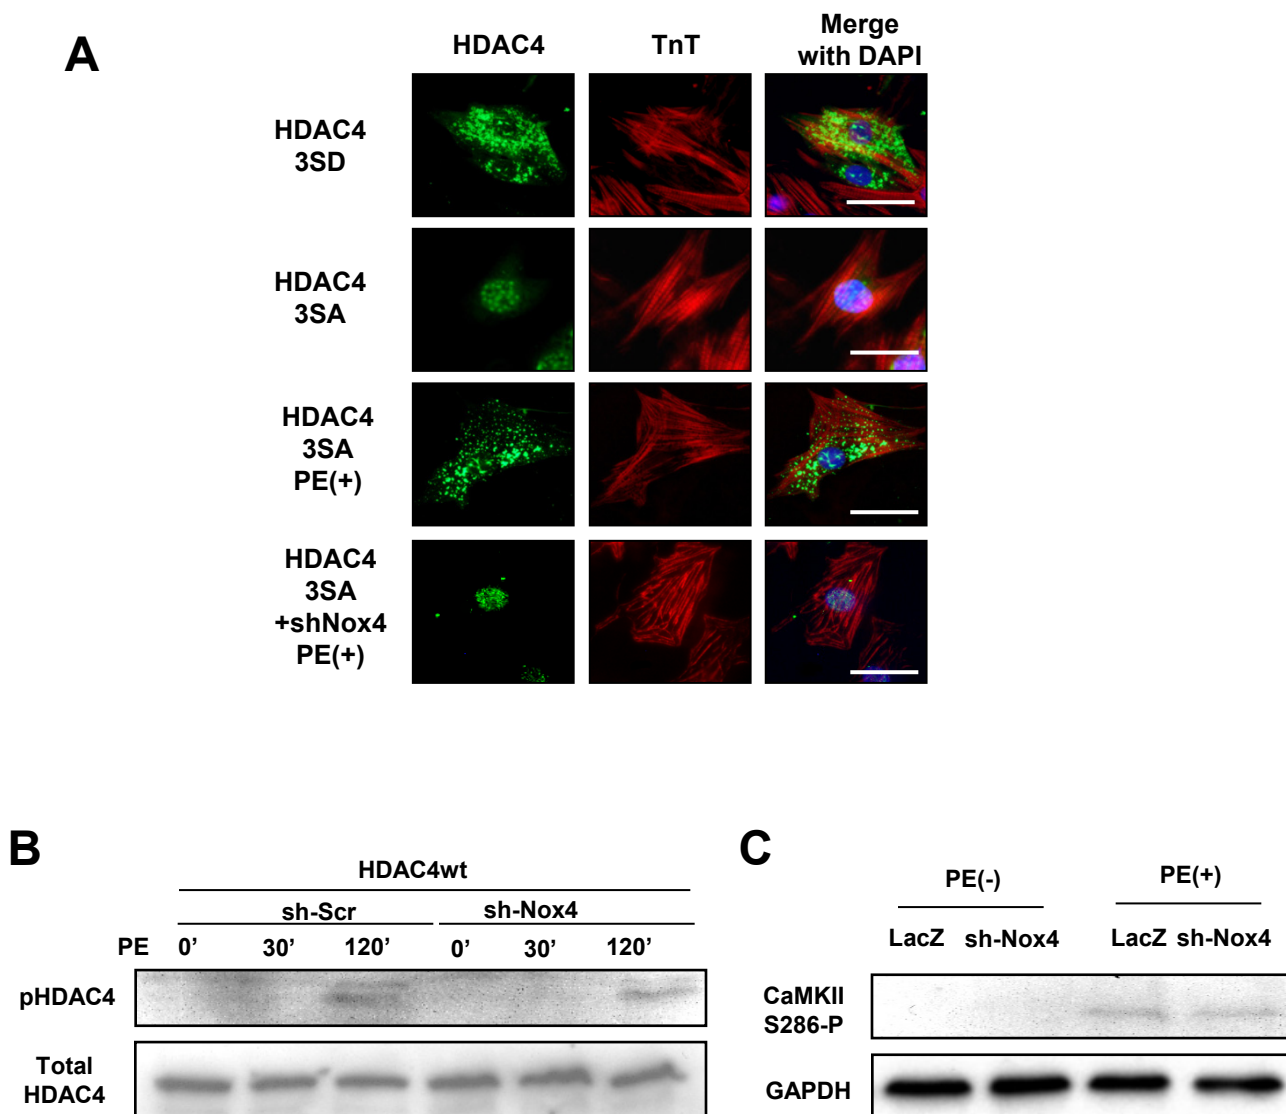 A
HDAC4
TnT
Merge
with DAPI
HDAC4
3SD
HDAC4
3SA
HDAC4
3SA
PE(+)
HDAC4
3SA
+shNox4
PE(+)
B
HDAC4wt
sh-Scr sh-Nox4
PE 0’ 30’ 120’ 0’ 30’ 120’
pHDAC4
Total
HDAC4
C
PE(-) PE(+)
LacZ sh-Nox4 LacZ sh-Nox4
CaMKII
S286-P
GAPDH